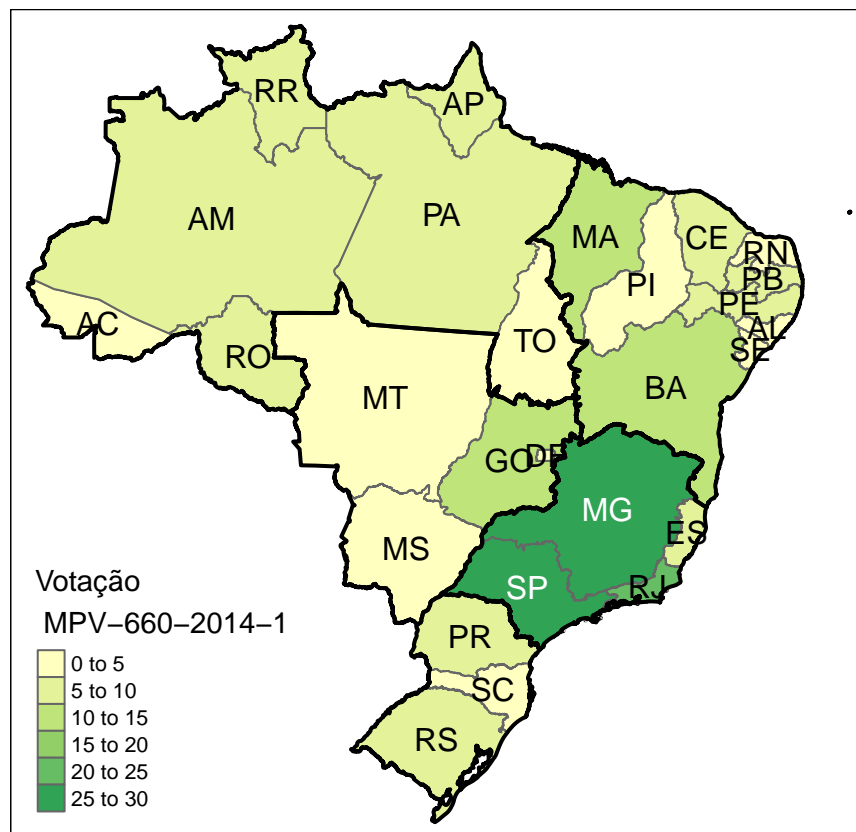 RR
AP
AM
PA
MA
CE
RN
PB
PI
PE
AC
AL
TO
SE
RO
MT
BA
GO
DF
MG
ES
MS
SP
RJ
PR
SC
RS
Votação
MPV−660−2014−1
0 to 5
5 to 10
10 to 15
15 to 20
20 to 25
25 to 30